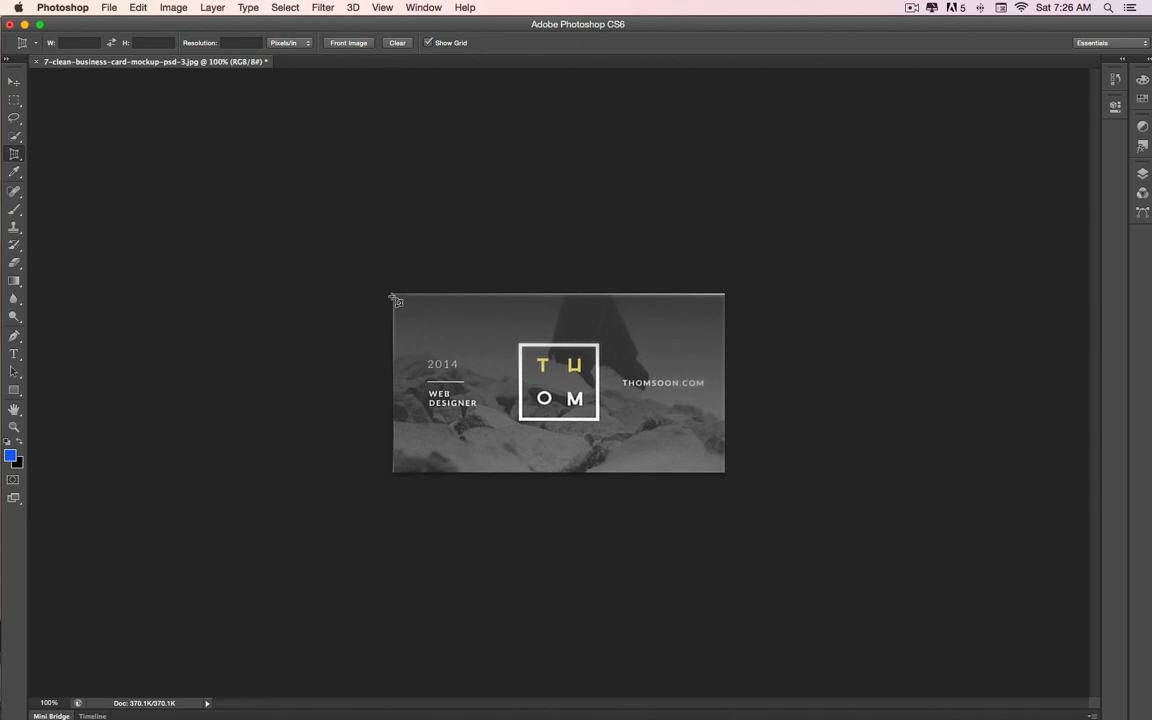 Photoshop File Edit Image Layer Type Select Filter 3D View Window Help 5 Sat 7:26 AM
Adobe Photoshop CS6
W: H: Resolution: Pixels/in Front Image Clear Show Grid Essentials
× 7-clean-business-card-mockup-psd-3.jpg @ 100% (RGB/8#) *
2014
WEB
DESIGNER
T H
O M
THOMSOON.COM
100% Doc: 370.1K/370.1K
Mini Bridge Timeline